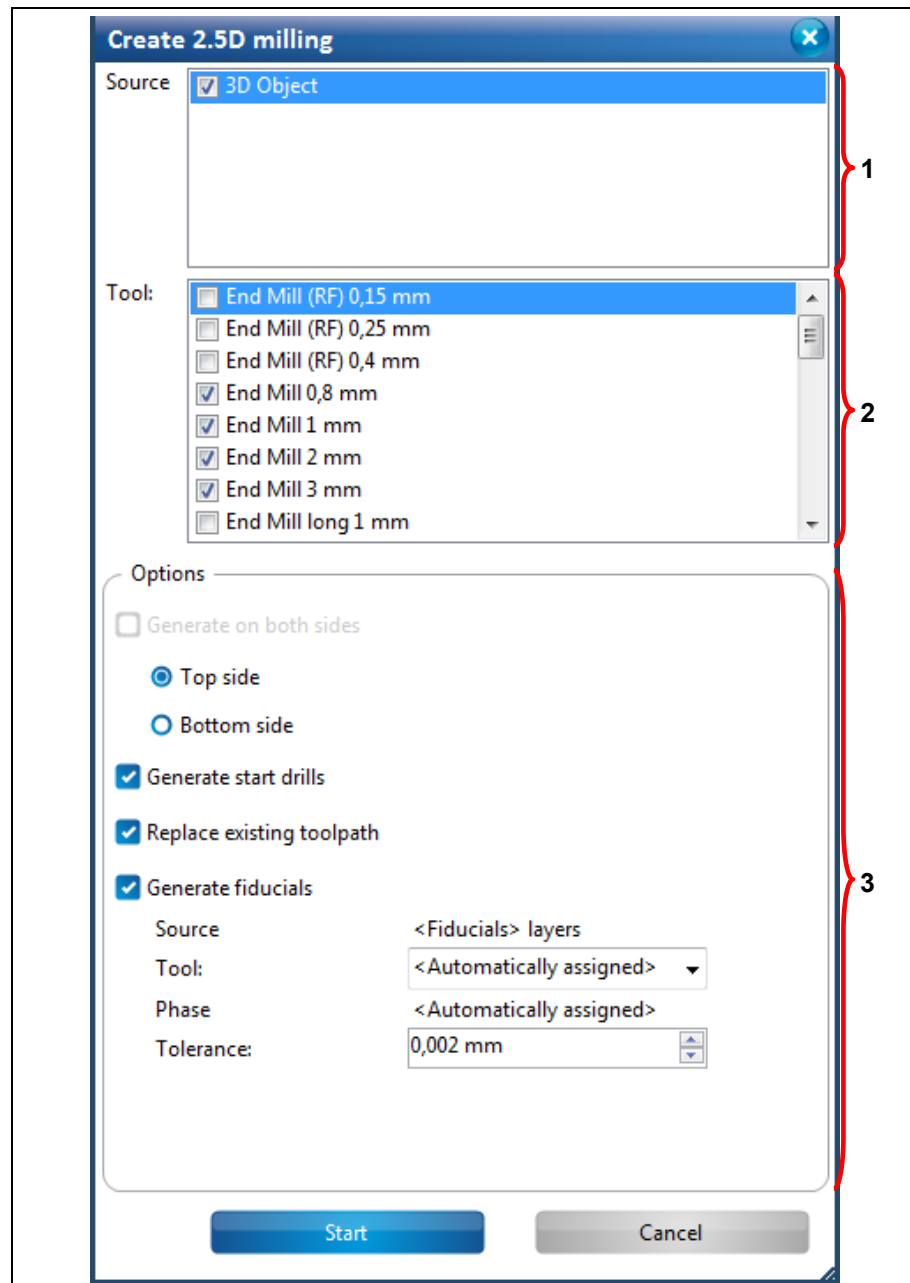 Create 2.5D milling
Source
3D Object
1
Tool:
End Mill (RF) 0,15 mm
End Mill (RF) 0,25 mm
End Mill (RF) 0,4 mm
End Mill 0,8 mm
End Mill 1 mm
End Mill 2 mm
End Mill 3 mm
End Mill long 1 mm
2
Options
Generate on both sides
Top side
Bottom side
Generate start drills
Replace existing toolpath
Generate fiducials
Source <Fiducials> layers
Tool: <Automatically assigned>
Phase <Automatically assigned>
Tolerance: 0,002 mm
3
Start Cancel